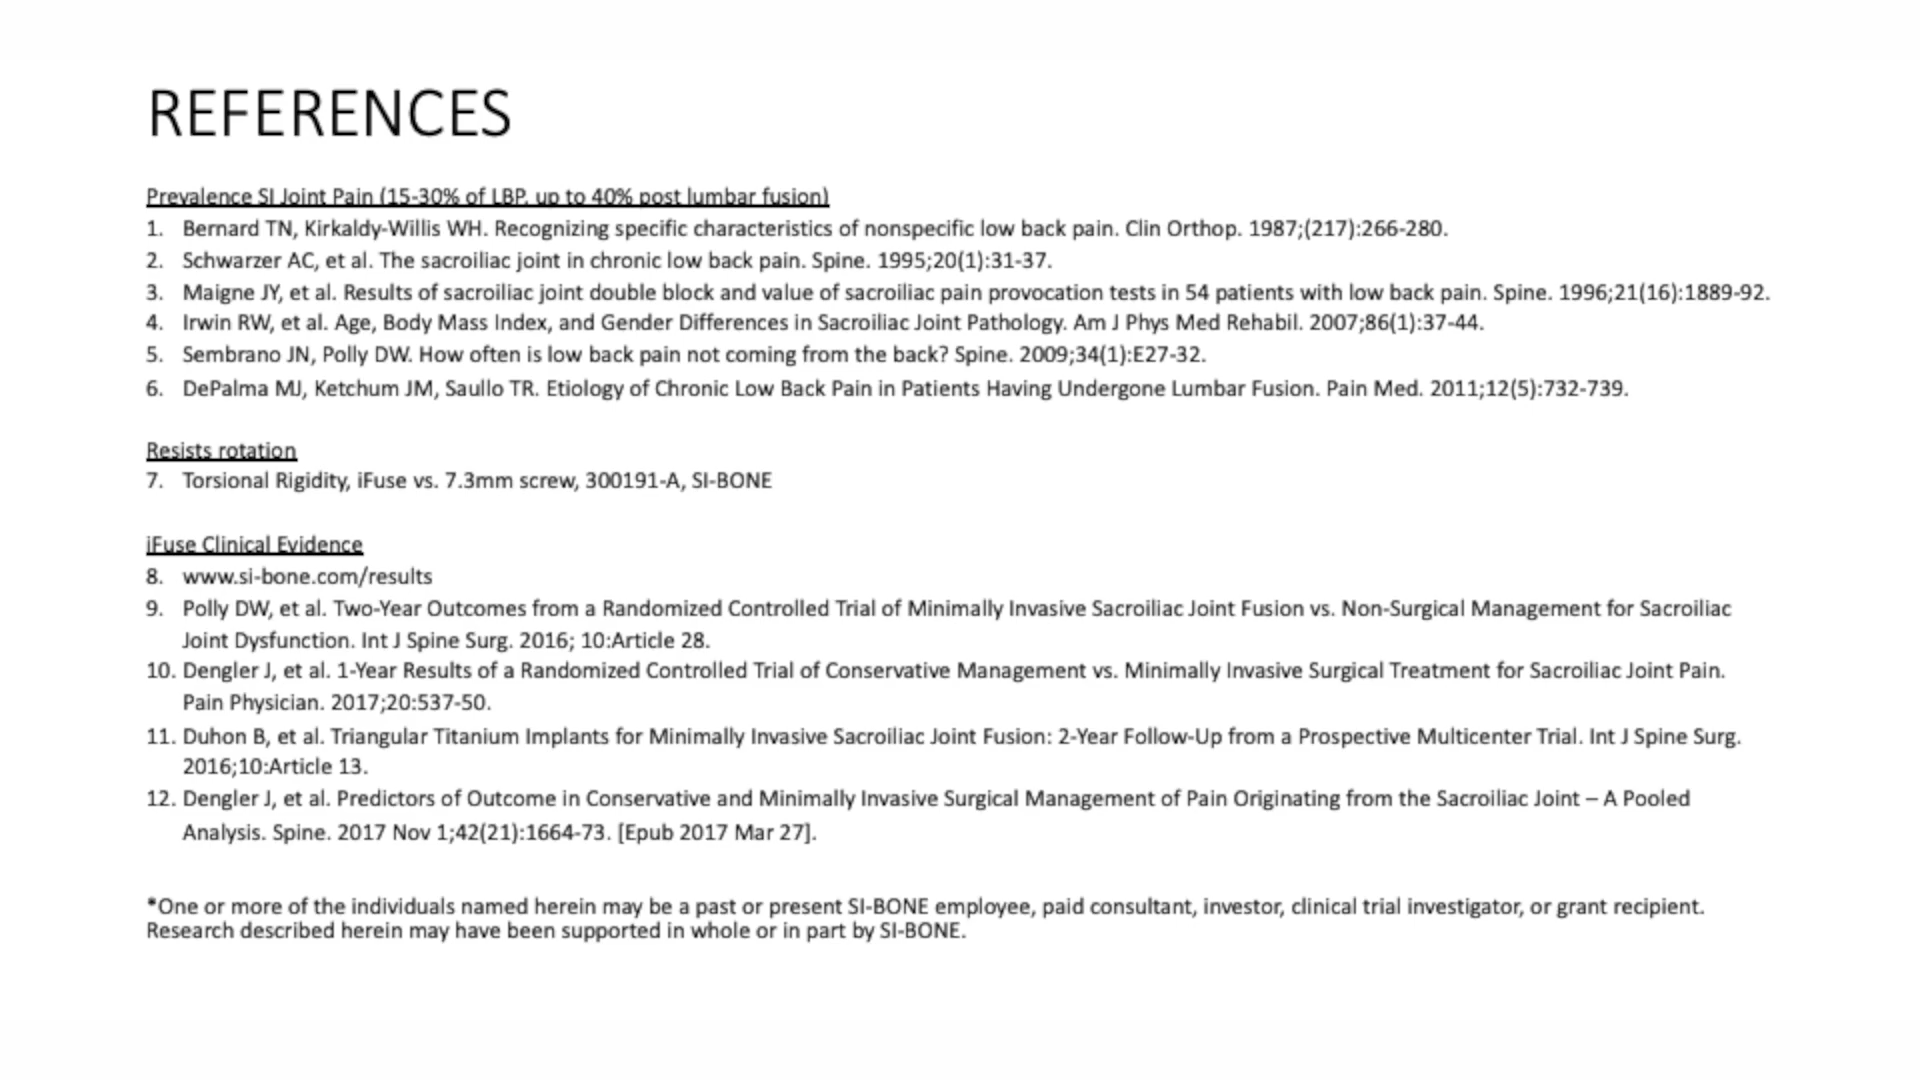 REFERENCES
Prevalence SI Joint Pain (15-30% of LBP, up to 40% post lumbar fusion)
1. Bernard TN, Kirkaldy-Willis WH. Recognizing specific characteristics of nonspecific low back pain. Clin Orthop. 1987;(217):266-280.
2. Schwarzer AC, et al. The sacroiliac joint in chronic low back pain. Spine. 1995;20(1):31-37.
3. Maigne JY, et al. Results of sacroiliac joint double block and value of sacroiliac pain provocation tests in 54 patients with low back pain. Spine. 1996;21(16):1889-92.
4. Irwin RW, et al. Age, Body Mass Index, and Gender Differences in Sacroiliac Joint Pathology. Am J Phys Med Rehabil. 2007;86(1):37-44.
5. Sembrano JN, Polly DW. How often is low back pain not coming from the back? Spine. 2009;34(1):E27-32.
6. DePalma MJ, Ketchum JM, Saullo TR. Etiology of Chronic Low Back Pain in Patients Having Undergone Lumbar Fusion. Pain Med. 2011;12(5):732-739.
Resists rotation
7. Torsional Rigidity, iFuse vs. 7.3mm screw, 300191-A, SI-BONE
iFuse Clinical Evidence
8. www.si-bone.com/results
9. Polly DW, et al. Two-Year Outcomes from a Randomized Controlled Trial of Minimally Invasive Sacroiliac Joint Fusion vs. Non-Surgical Management for Sacroiliac
Joint Dysfunction. Int J Spine Surg. 2016; 10:Article 28.
10. Dengler J, et al. 1-Year Results of a Randomized Controlled Trial of Conservative Management vs. Minimally Invasive Surgical Treatment for Sacroiliac Joint Pain.
Pain Physician. 2017;20:537-50.
11. Duhon B, et al. Triangular Titanium Implants for Minimally Invasive Sacroiliac Joint Fusion: 2-Year Follow-Up from a Prospective Multicenter Trial. Int J Spine Surg.
2016;10:Article 13.
12. Dengler J, et al. Predictors of Outcome in Conservative and Minimally Invasive Surgical Management of Pain Originating from the Sacroiliac Joint – A Pooled
Analysis. Spine. 2017 Nov 1;42(21):1664-73. [Epub 2017 Mar 27].
*One or more of the individuals named herein may be a past or present SI-BONE employee, paid consultant, investor, clinical trial investigator, or grant recipient.
Research described herein may have been supported in whole or in part by SI-BONE.